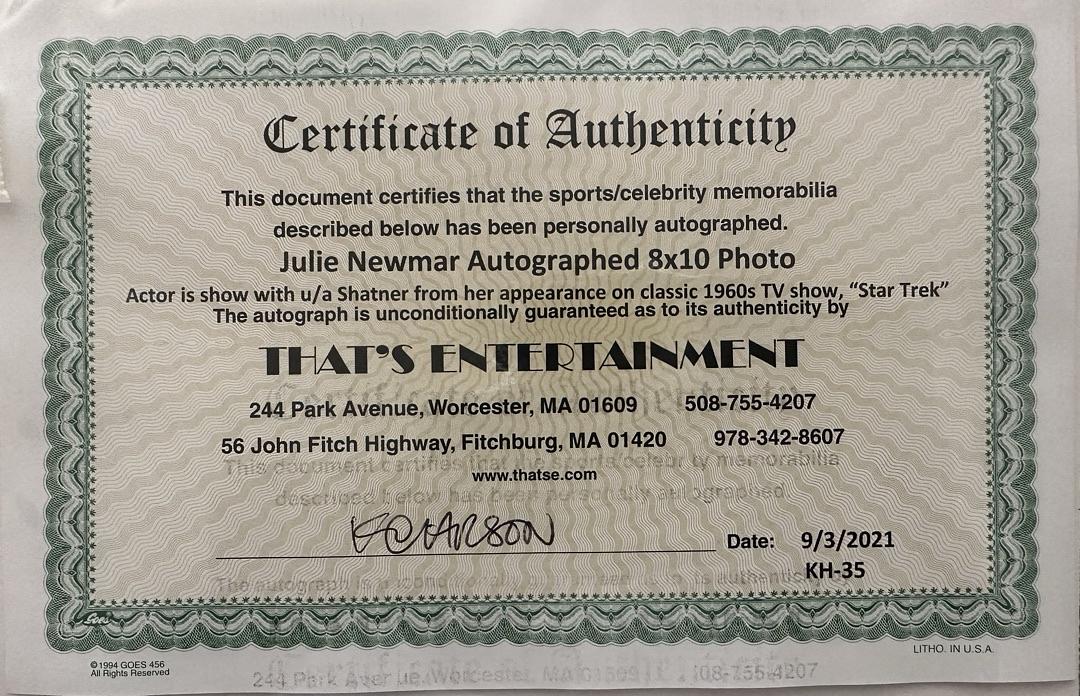 Certificate of Authenticity
This document certifies that the sports/celebrity memorabilia
described below has been personally autographed.
Julie Newmar Autographed 8x10 Photo
Actor is show with u/a Shatner from her appearance on classic 1960s TV show, “Star Trek”
The autograph is unconditionally guaranteed as to its authenticity by
THAT'S ENTERTAINMENT
244 Park Avenue, Worcester, MA 01609 508-755-4207
56 John Fitch Highway, Fitchburg, MA 01420 978-342-8607
www.thatse.com
Date: 9/3/2021
KH-35
Goes
© 1994 GOES 456
All Rights Reserved
LITHO. IN U.S.A.